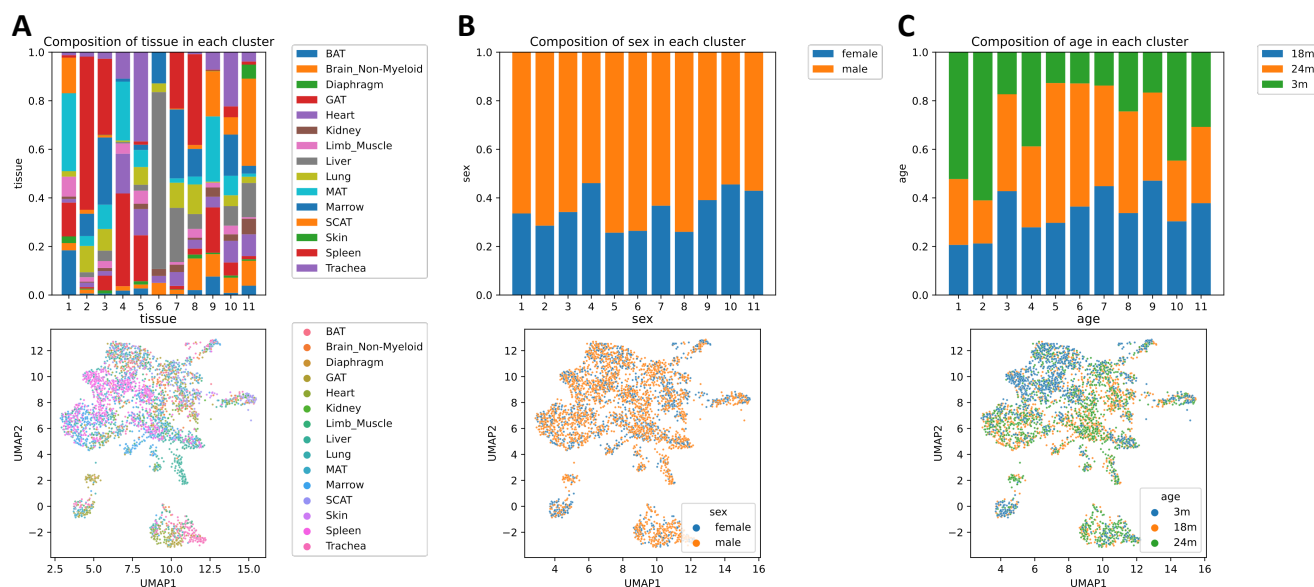 A
Composition of tissue in each cluster
tissue
1.0
0.8
0.6
0.4
0.2
0.0
1 2 3 4 5 6 7 8 9 10 11
BAT
Brain_Non-Myeloid
Diaphragm
GAT
Heart
Kidney
Limb_Muscle
Liver
Lung
MAT
Marrow
SCAT
Skin
Spleen
Trachea
tissue
UMAP2
12
10
8
6
4
2
0
−2
2.5 5.0 7.5 10.0 12.5 15.0
UMAP1
BAT
Brain_Non-Myeloid
Diaphragm
GAT
Heart
Kidney
Limb_Muscle
Liver
Lung
MAT
Marrow
SCAT
Skin
Spleen
Trachea
B
Composition of sex in each cluster
sex
1.0
0.8
0.6
0.4
0.2
0.0
1 2 3 4 5 6 7 8 9 10 11
female
male
sex
UMAP2
12
10
8
6
4
2
0
−2
4 6 8 10 12 14 16
UMAP1
sex
female
male
C
Composition of age in each cluster
age
1.0
0.8
0.6
0.4
0.2
0.0
1 2 3 4 5 6 7 8 9 10 11
18m
24m
3m
age
UMAP2
12
10
8
6
4
2
0
−2
4 6 8 10 12 14 16
UMAP1
age
3m
18m
24m